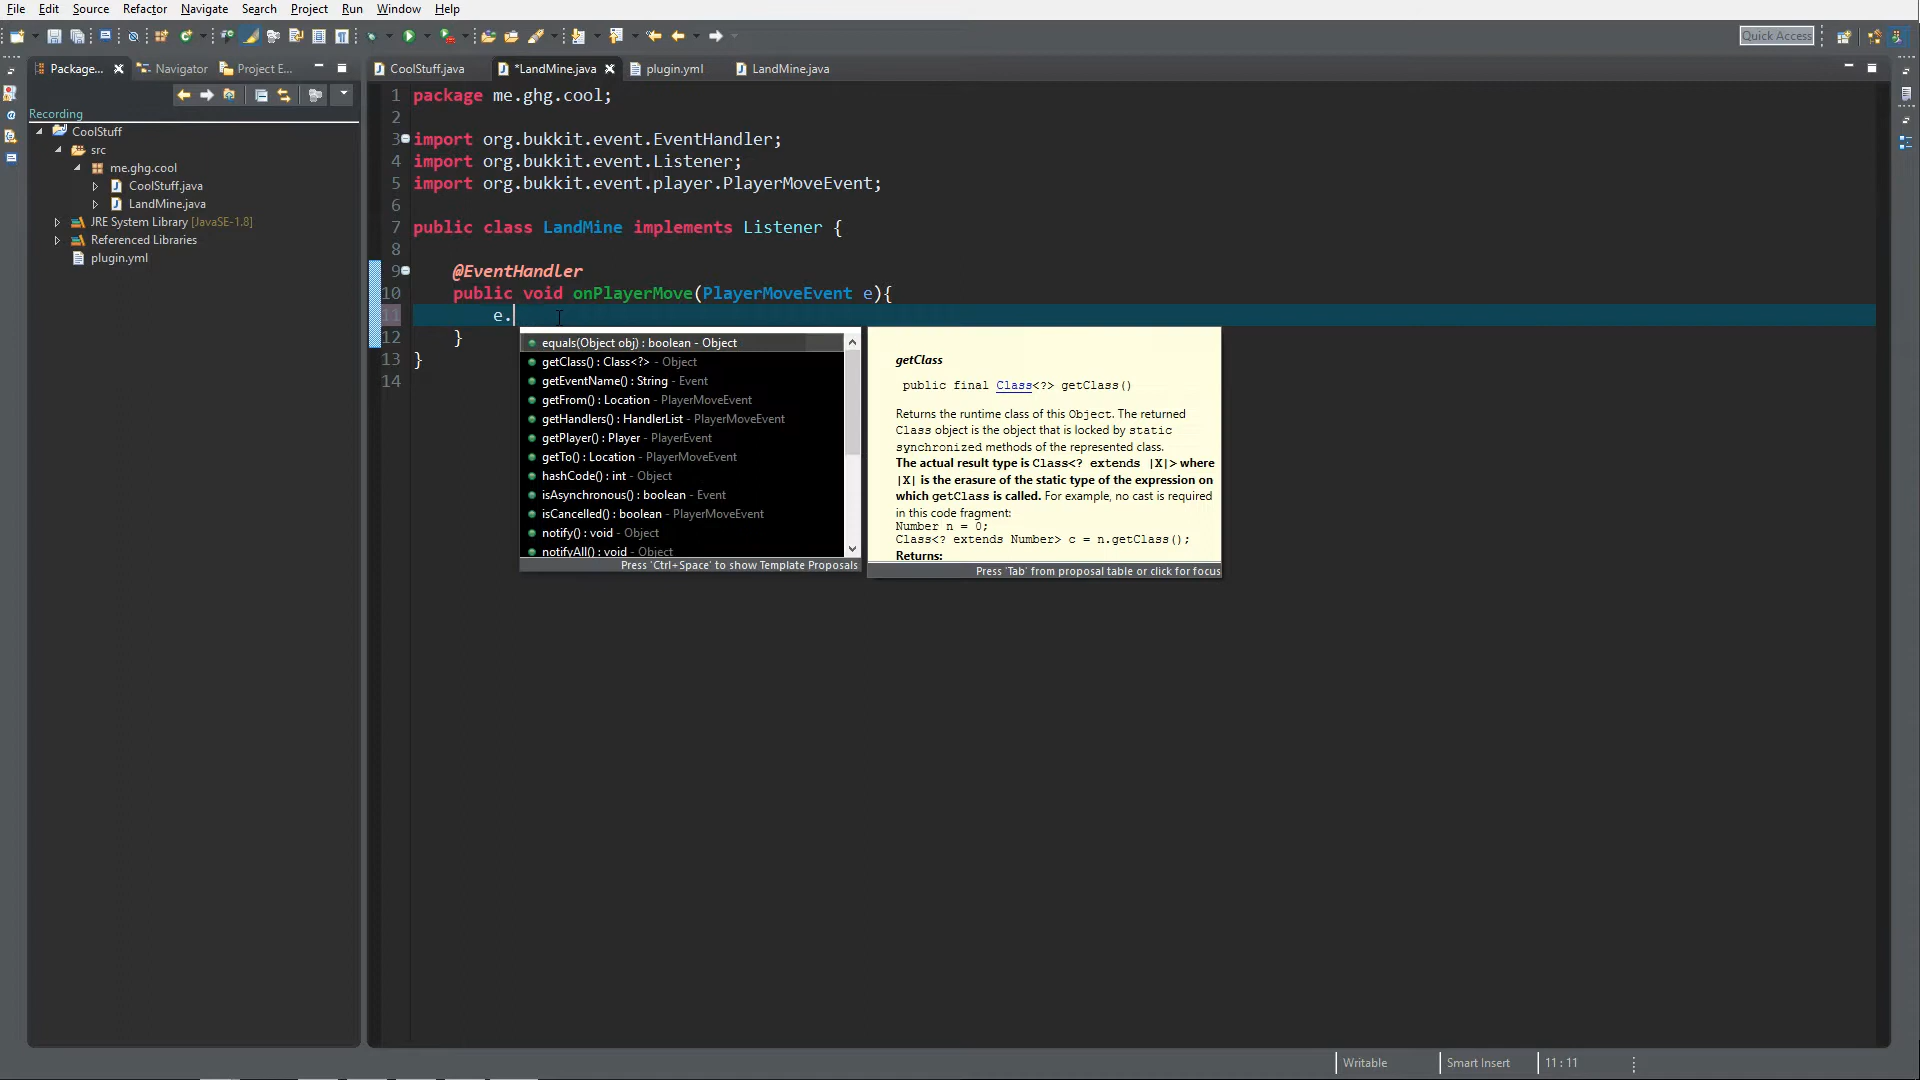 File Edit Source Refactor Navigate Search Project Run Window Help
Quick Access
Package... Navigator Project E...
CoolStuff.java *LandMine.java plugin.yml LandMine.java
Recording
CoolStuff
src
me.ghg.cool
CoolStuff.java
LandMine.java
JRE System Library [JavaSE-1.8]
Referenced Libraries
plugin.yml
1 package me.ghg.cool;
2
3 import org.bukkit.event.EventHandler;
4 import org.bukkit.event.Listener;
5 import org.bukkit.event.player.PlayerMoveEvent;
6
7 public class LandMine implements Listener {
8
9 @EventHandler
10 public void onPlayerMove(PlayerMoveEvent e){
11 e.
12 }
13 }
14
equals(Object obj) : boolean - Object
getClass() : Class<?> - Object
getEventName() : String - Event
getFrom() : Location - PlayerMoveEvent
getHandlers() : HandlerList - PlayerMoveEvent
getPlayer() : Player - PlayerEvent
getTo() : Location - PlayerMoveEvent
hashCode() : int - Object
isAsynchronous() : boolean - Event
isCancelled() : boolean - PlayerMoveEvent
notify() : void - Object
notifyAll() : void - Object
Press 'Ctrl+Space' to show Template Proposals
getClass
public final Class<?> getClass()
Returns the runtime class of this Object. The returned
Class object is the object that is locked by static
synchronized methods of the represented class.
The actual result type is Class<? extends |X|> where
|X| is the erasure of the static type of the expression on
which getClass is called. For example, no cast is required
in this code fragment:
Number n = 0;
Class<? extends Number> c = n.getClass();
Returns:
Press 'Tab' from proposal table or click for focus
Writable Smart Insert 11 : 11